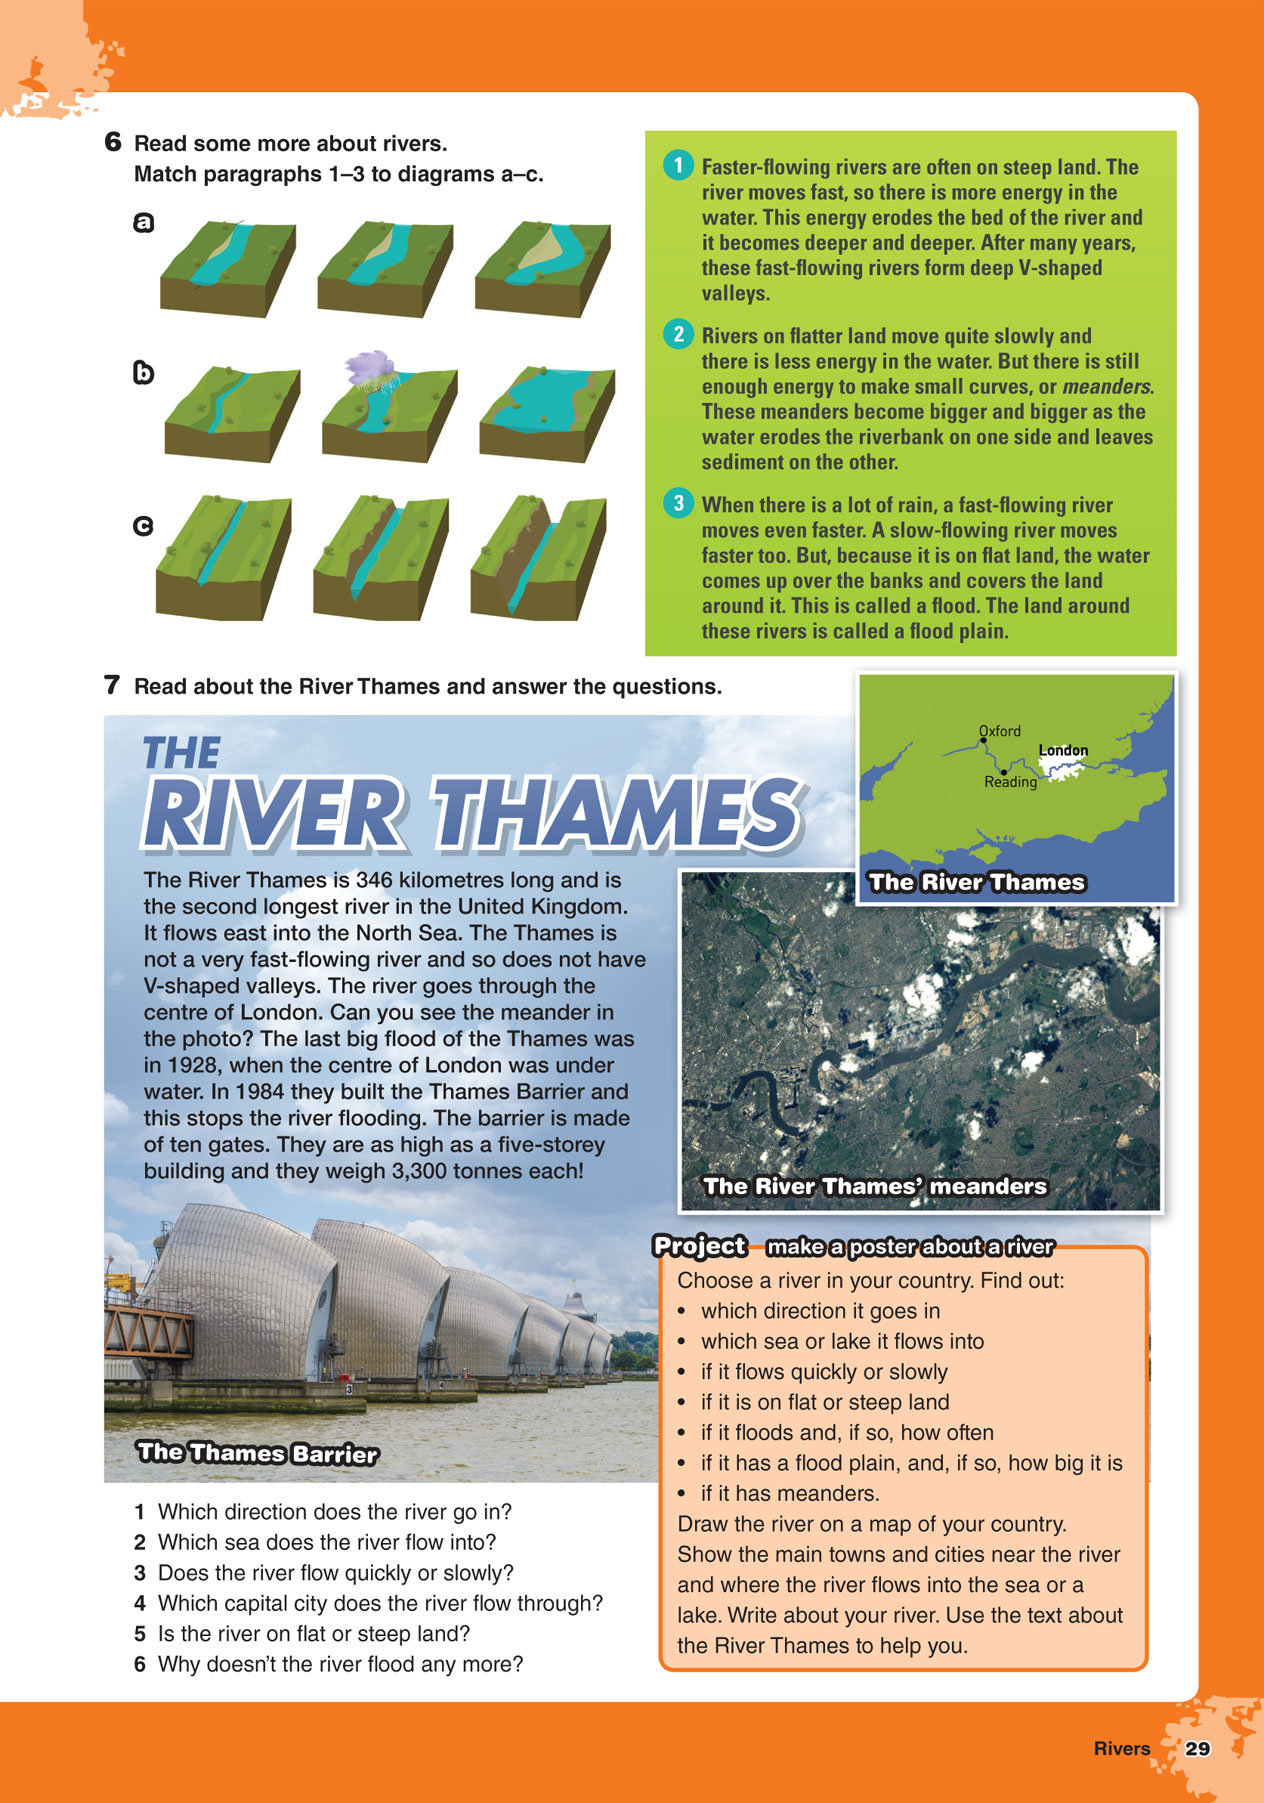 6 Read some more about rivers.
Match paragraphs 1–3 to diagrams a–c.
a
b
c
1 Faster-flowing rivers are often on steep land. The
river moves fast, so there is more energy in the
water. This energy erodes the bed of the river and
it becomes deeper and deeper. After many years,
these fast-flowing rivers form deep V-shaped
valleys.
2 Rivers on flatter land move quite slowly and
there is less energy in the water. But there is still
enough energy to make small curves, or meanders.
These meanders become bigger and bigger as the
water erodes the riverbank on one side and leaves
sediment on the other.
3 When there is a lot of rain, a fast-flowing river
moves even faster. A slow-flowing river moves
faster too. But, because it is on flat land, the water
comes up over the banks and covers the land
around it. This is called a flood. The land around
these rivers is called a flood plain.
7 Read about the River Thames and answer the questions.
THE
RIVER THAMES
The River Thames is 346 kilometres long and is
the second longest river in the United Kingdom.
It flows east into the North Sea. The Thames is
not a very fast-flowing river and so does not have
V-shaped valleys. The river goes through the
centre of London. Can you see the meander in
the photo? The last big flood of the Thames was
in 1928, when the centre of London was under
water. In 1984 they built the Thames Barrier and
this stops the river flooding. The barrier is made
of ten gates. They are as high as a five-storey
building and they weigh 3,300 tonnes each!
Oxford
London
Reading
The River Thames
The River Thames' meanders
3
4
The Thames Barrier
1 Which direction does the river go in?
2 Which sea does the river flow into?
3 Does the river flow quickly or slowly?
4 Which capital city does the river flow through?
5 Is the river on flat or steep land?
6 Why doesn't the river flood any more?
Project make a poster about a river
Choose a river in your country. Find out:
• which direction it goes in
• which sea or lake it flows into
• if it flows quickly or slowly
• if it is on flat or steep land
• if it floods and, if so, how often
• if it has a flood plain, and, if so, how big it is
• if it has meanders.
Draw the river on a map of your country.
Show the main towns and cities near the river
and where the river flows into the sea or a
lake. Write about your river. Use the text about
the River Thames to help you.
Rivers 29